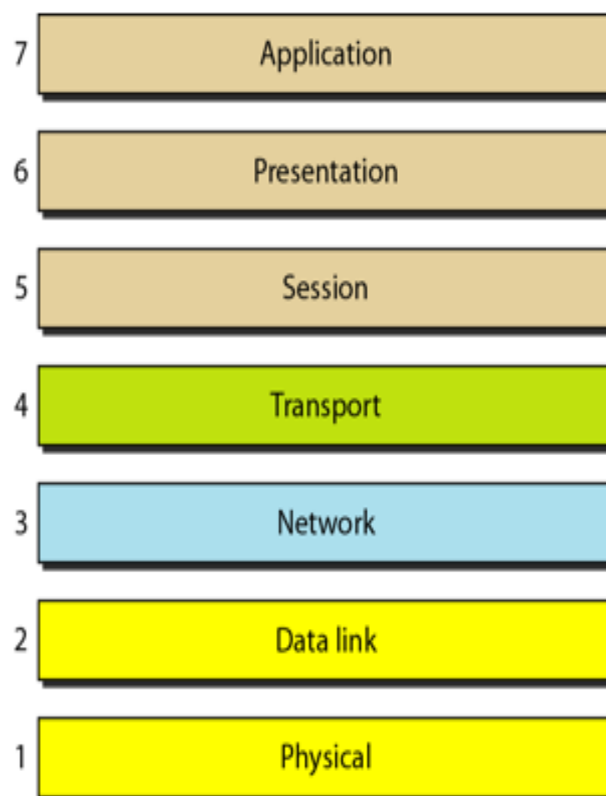 7 Application
6 Presentation
5 Session
4 Transport
3 Network
2 Data link
1 Physical